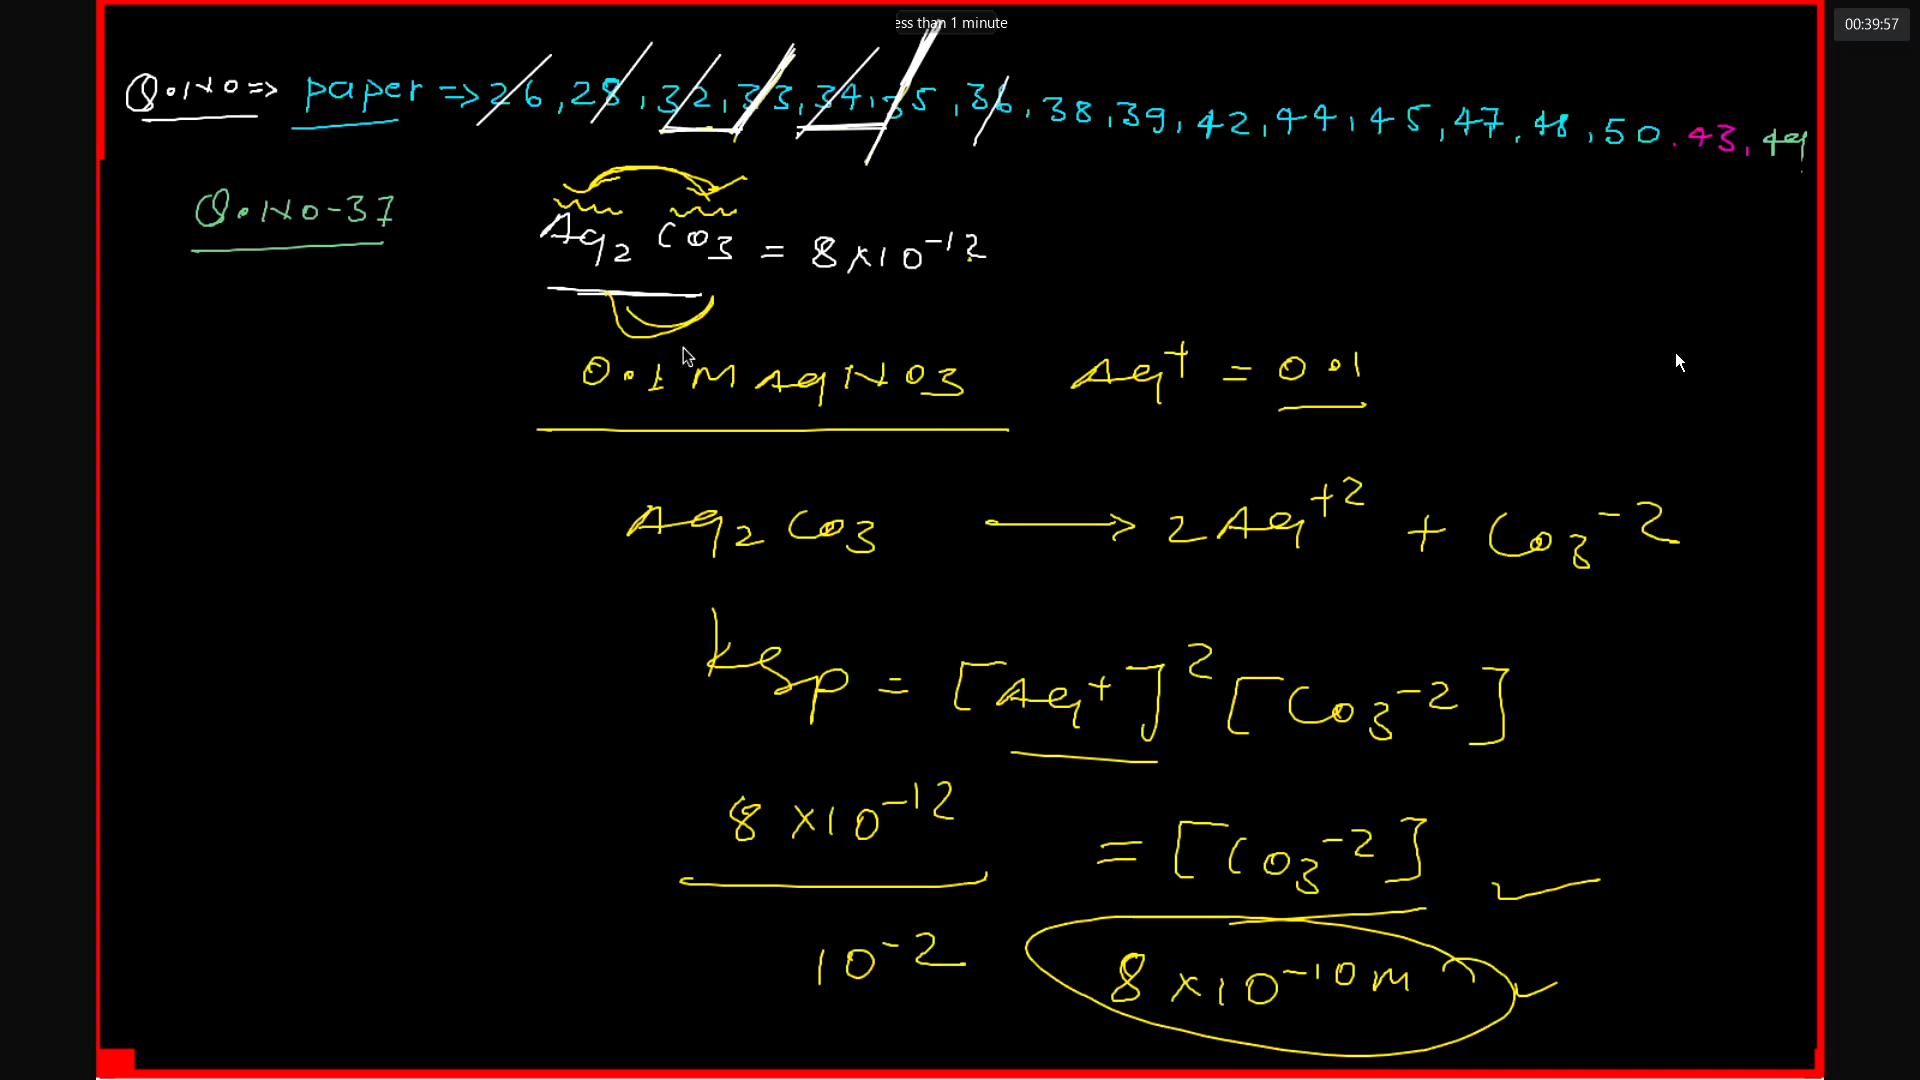 ess than 1 minute
00:39:57
Q.No => paper => 26, 28, 32, 33, 34, 35, 36, 38, 39, 42, 44, 45, 47, 48, 50. 43, 49
Q.No-37
Ag₂CO₃ = 8×10⁻¹²
0.1 M AgNO₃ Ag⁺ = 0.1
Ag₂CO₃ ⟶ 2Ag⁺² + CO₃⁻²
Ksp = [Ag⁺]² [CO₃⁻²]
8×10⁻¹²
= [CO₃⁻²]
10⁻²
8×10⁻¹⁰ M